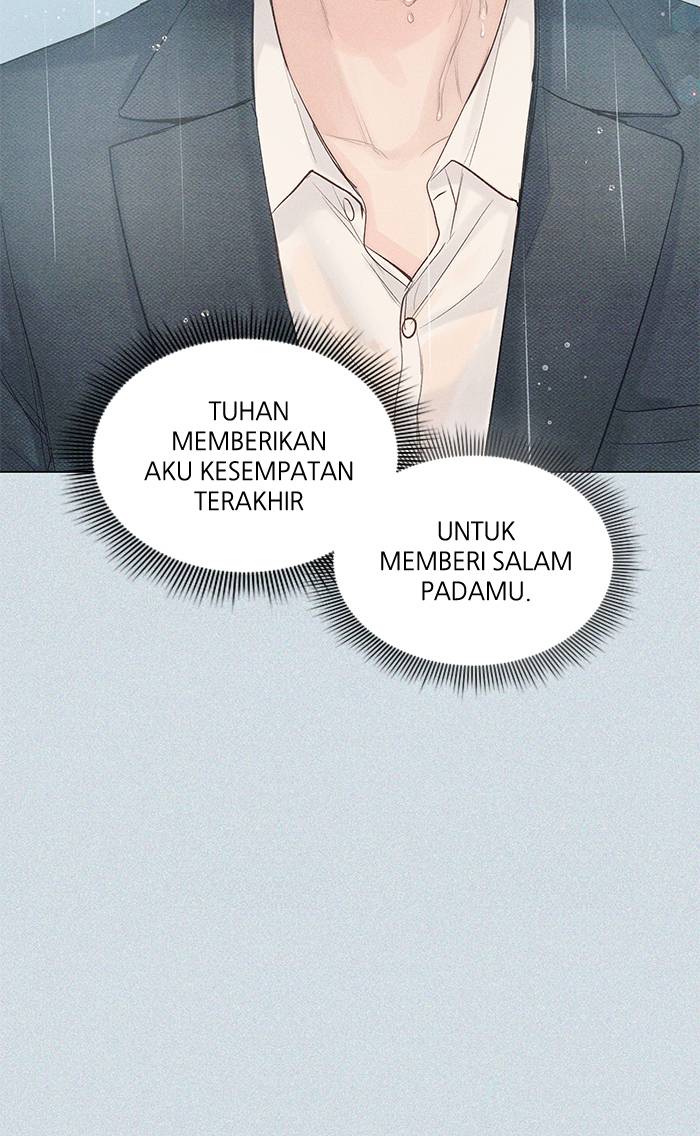 TUHAN
MEMBERIKAN
AKU KESEMPATAN
TERAKHIR
UNTUK
MEMBERI SALAM
PADAMU.